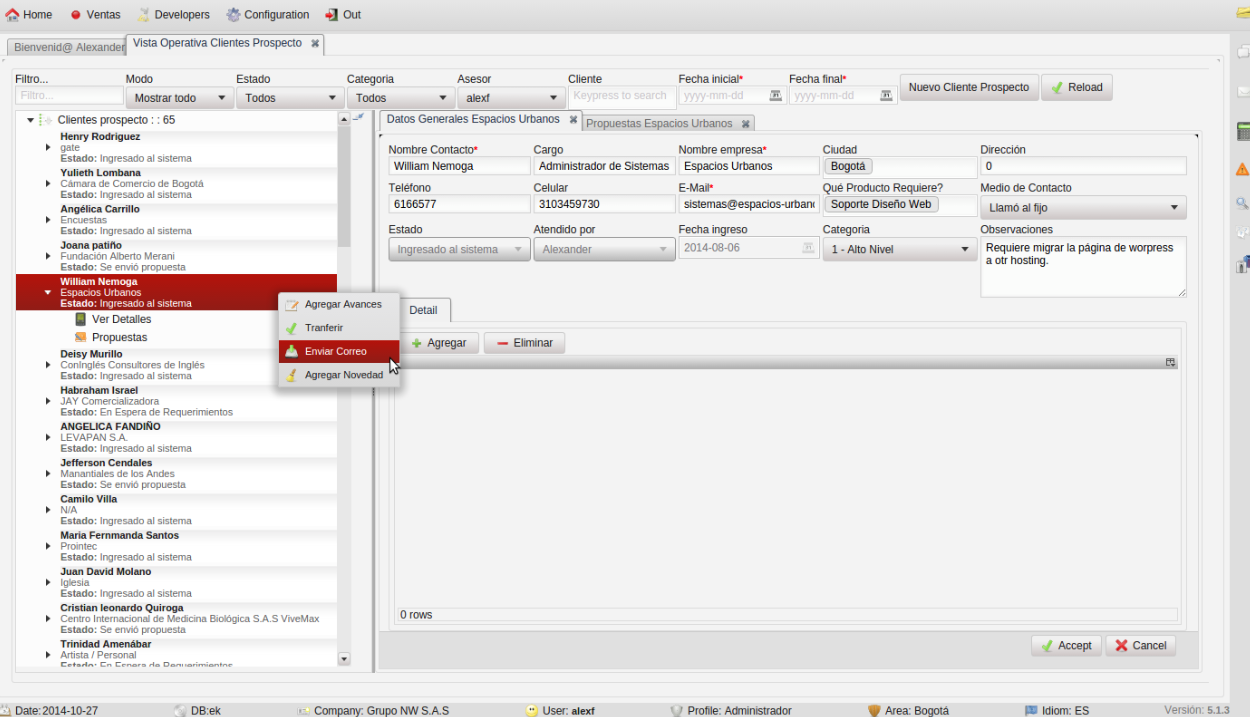 Home Ventas Developers Configuration Out
Bienvenid@ Alexander Vista Operativa Clientes Prospecto
Filtro... Modo Estado Categoria Asesor Cliente Fecha inicial* Fecha final*
Filtro... Mostrar todo Todos Todos alexf Keypress to search yyyy-mm-dd yyyy-mm-dd Nuevo Cliente Prospecto Reload
Clientes prospecto : : 65
Henry Rodriguez
gate
Estado: Ingresado al sistema
Yulieth Lombana
Cámara de Comercio de Bogotá
Estado: Ingresado al sistema
Angélica Carrillo
Encuestas
Estado: Ingresado al sistema
Joana patiño
Fundación Alberto Merani
Estado: Se envió propuesta
William Nemoga
Espacios Urbanos
Estado: Ingresado al sistema
Ver Detalles
Propuestas
Deisy Murillo
ConInglés Consultores de Inglés
Estado: Ingresado al sistema
Habraham Israel
JAY Comercializadora
Estado: En Espera de Requerimientos
ANGELICA FANDIÑO
LEVAPAN S.A.
Estado: Ingresado al sistema
Jefferson Cendales
Manantiales de los Andes
Estado: Se envió propuesta
Camilo Villa
N/A
Estado: Ingresado al sistema
Maria Fernmanda Santos
Prointec
Estado: Ingresado al sistema
Juan David Molano
Iglesia
Estado: Ingresado al sistema
Cristian leonardo Quiroga
Centro Internacional de Medicina Biológica S.A.S ViveMax
Estado: Se envió propuesta
Trinidad Amenábar
Artista / Personal
Estado: En Espera de Requerimientos
Agregar Avances
Tranferir
Enviar Correo
Agregar Novedad
Datos Generales Espacios Urbanos Propuestas Espacios Urbanos
Nombre Contacto* Cargo Nombre empresa* Ciudad Dirección
William Nemoga Administrador de Sistemas Espacios Urbanos Bogotá 0
Teléfono Celular E-Mail* Qué Producto Requiere? Medio de Contacto
6166577 3103459730 sistemas@espacios-urban Soporte Diseño Web Llamó al fijo
Estado Atendido por Fecha ingreso Categoria Observaciones
Ingresado al sistema Alexander 2014-08-06 1 - Alto Nivel Requiere migrar la página de worpress
a otr hosting.
Detail
Agregar Eliminar
0 rows
Accept Cancel
Date:2014-10-27 DB:ek Company: Grupo NW S.A.S User: alexf Profile: Administrador Area: Bogotá Idiom: ES Versión: 5.1.3